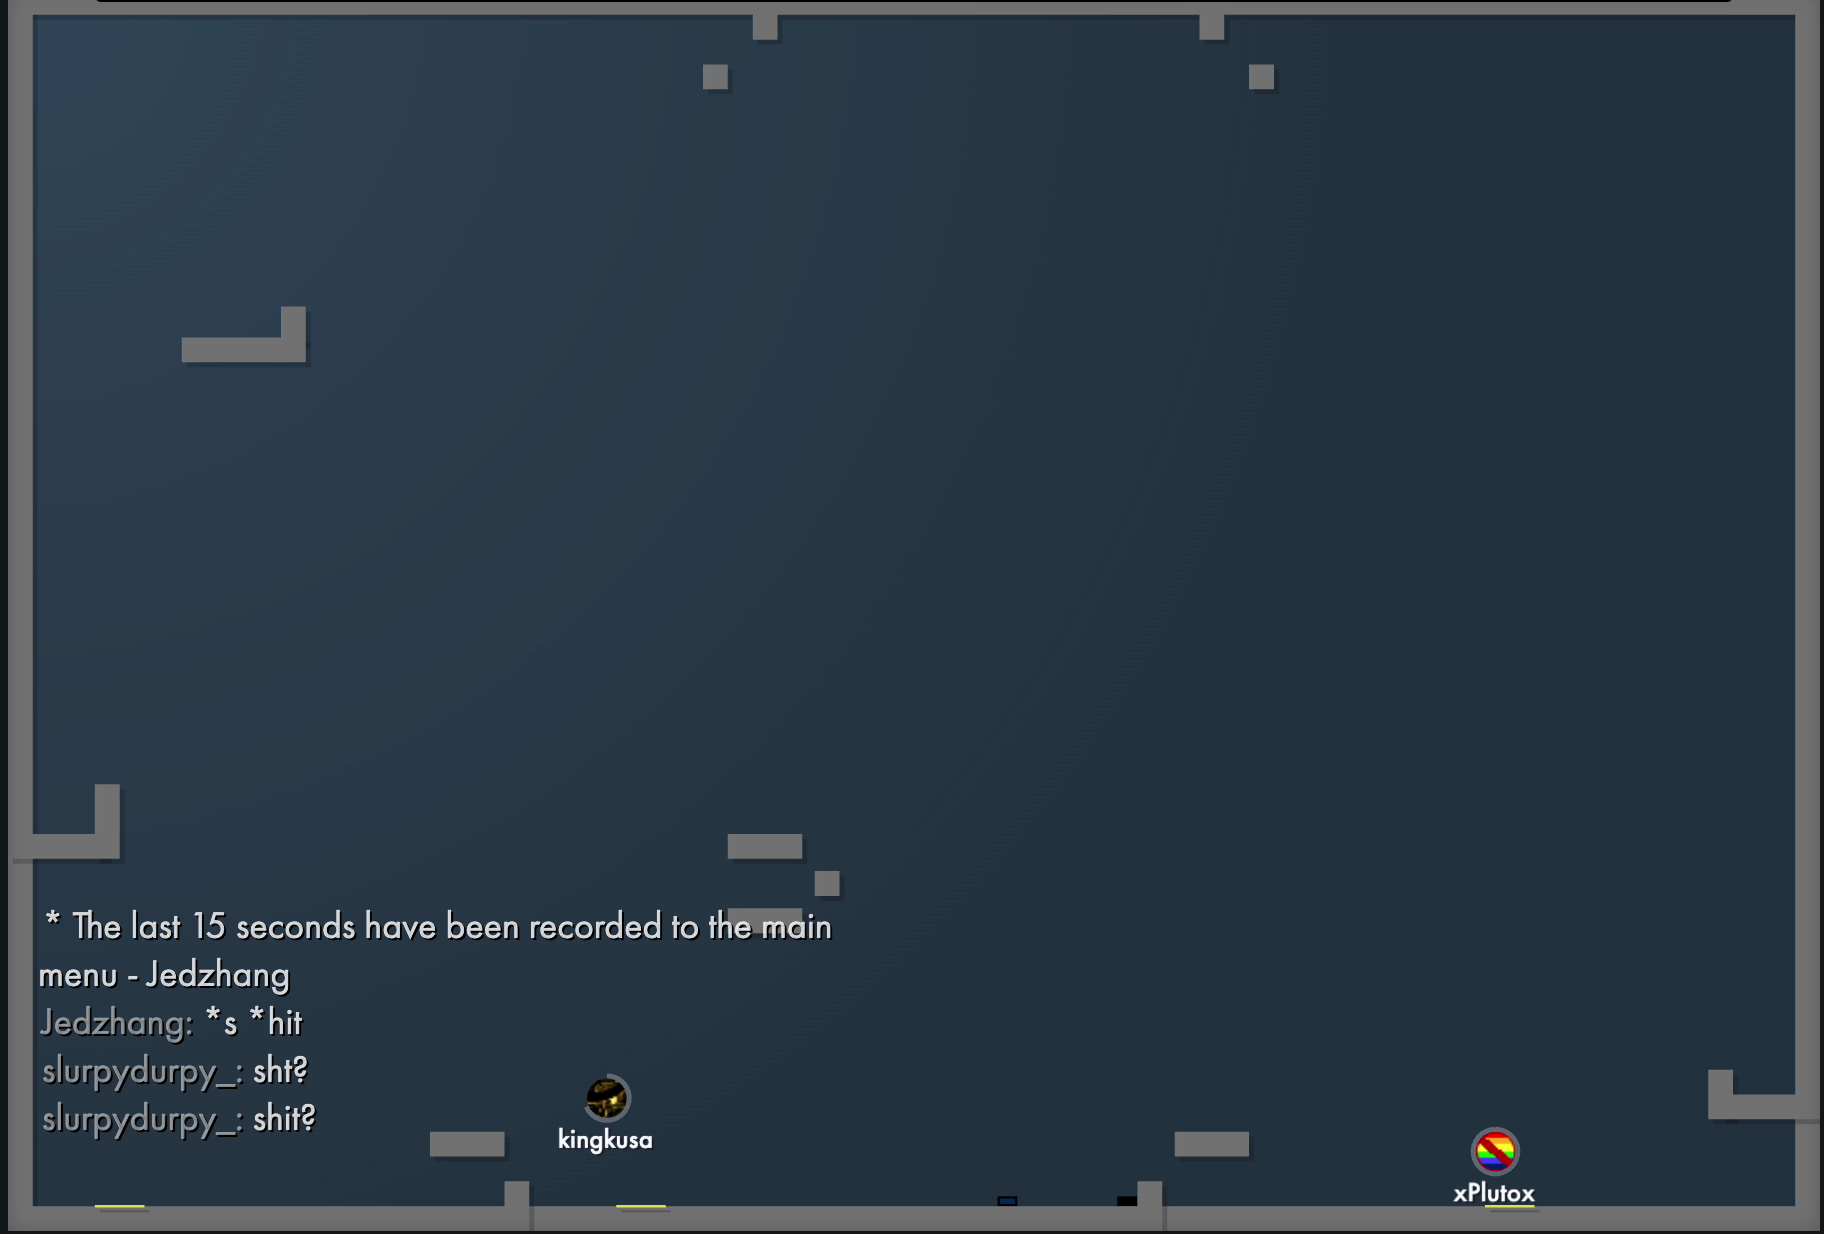 * The last 15 seconds have been recorded to the main
menu - Jedzhang
Jedzhang: *s *hit
slurpydurpy_: sht?
slurpydurpy_: shit?
kingkusa
xPlutox